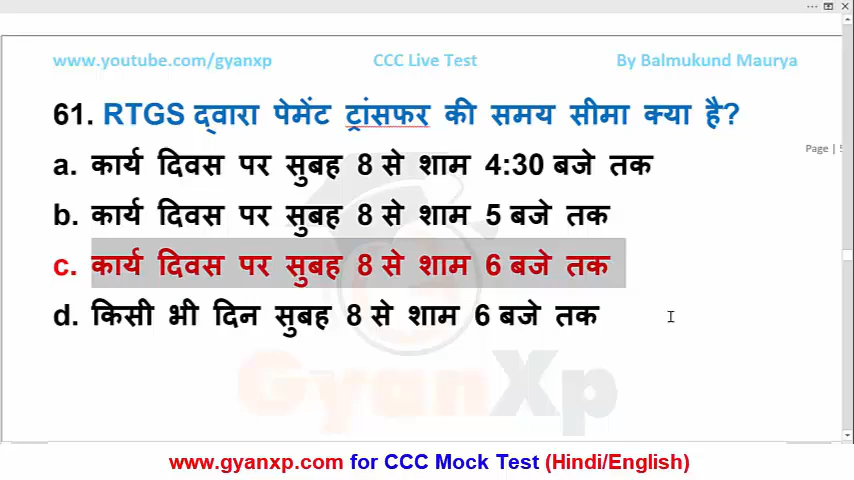 www.youtube.com/gyanxp CCC Live Test By Balmukund Maurya
61. RTGS द्वारा पेमेंट ट्रांसफर की समय सीमा क्या है?
Page | 5
a. कार्य दिवस पर सुबह 8 से शाम 4:30 बजे तक
b. कार्य दिवस पर सुबह 8 से शाम 5 बजे तक
c. कार्य दिवस पर सुबह 8 से शाम 6 बजे तक
d. किसी भी दिन सुबह 8 से शाम 6 बजे तक
GyanXp
www.gyanxp.com for CCC Mock Test (Hindi/English)